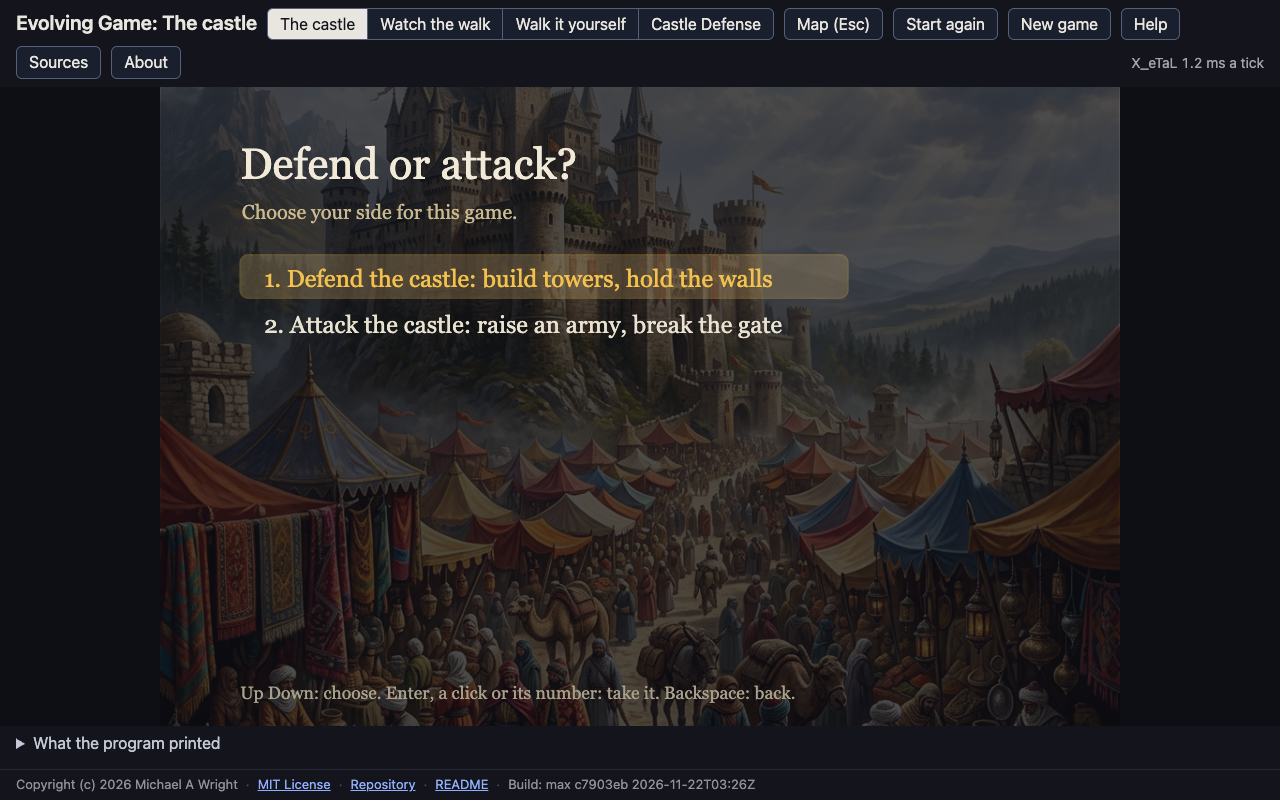 Evolving Game: The castle
The castle
Watch the walk
Walk it yourself
Castle Defense
Map (Esc)
Start again
New game
Help
Sources
About
X_eTaL 1.2 ms a tick
Defend or attack?
Choose your side for this game.
1. Defend the castle: build towers, hold the walls
2. Attack the castle: raise an army, break the gate
Up Down: choose. Enter, a click or its number: take it. Backspace: back.
What the program printed
Copyright (c) 2026 Michael A Wright · MIT License · Repository · README · Build: max c7903eb 2026-11-22T03:26Z